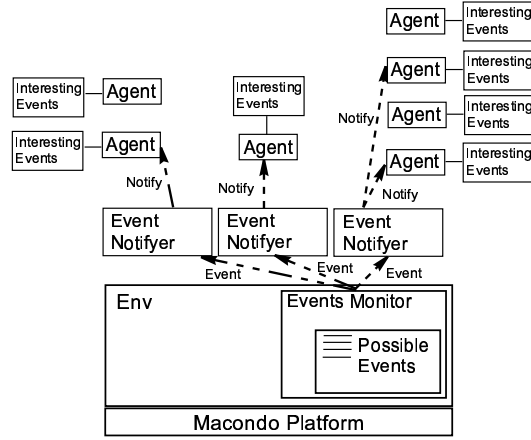 Agent
Interesting
Events
Agent
Interesting
Events
Interesting
Events
Agent
Interesting
Events
Notify
Agent
Interesting
Events
Interesting
Events
Agent
Agent
Agent
Interesting
Events
Notify
Notify
Notify
Event
Notifyer
Event
Notifyer
Event
Notifyer
Event
Event
Event
Env
Events Monitor
Possible
Events
Macondo Platform